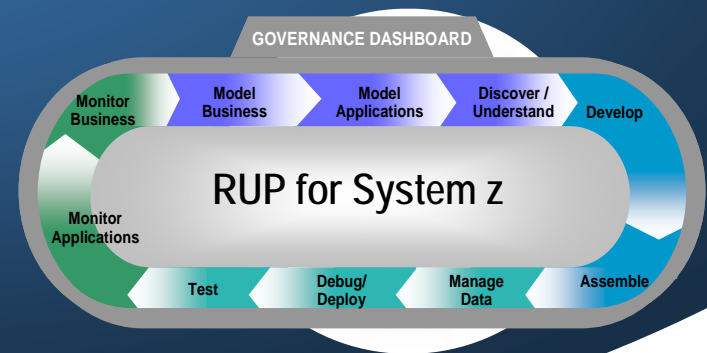 GOVERNANCE DASHBOARD
Monitor
Business
Model
Business
Model
Applications
Discover /
Understand
Develop
RUP for System z
Monitor
Applications
Test
Debug/
Deploy
Manage
Data
Assemble